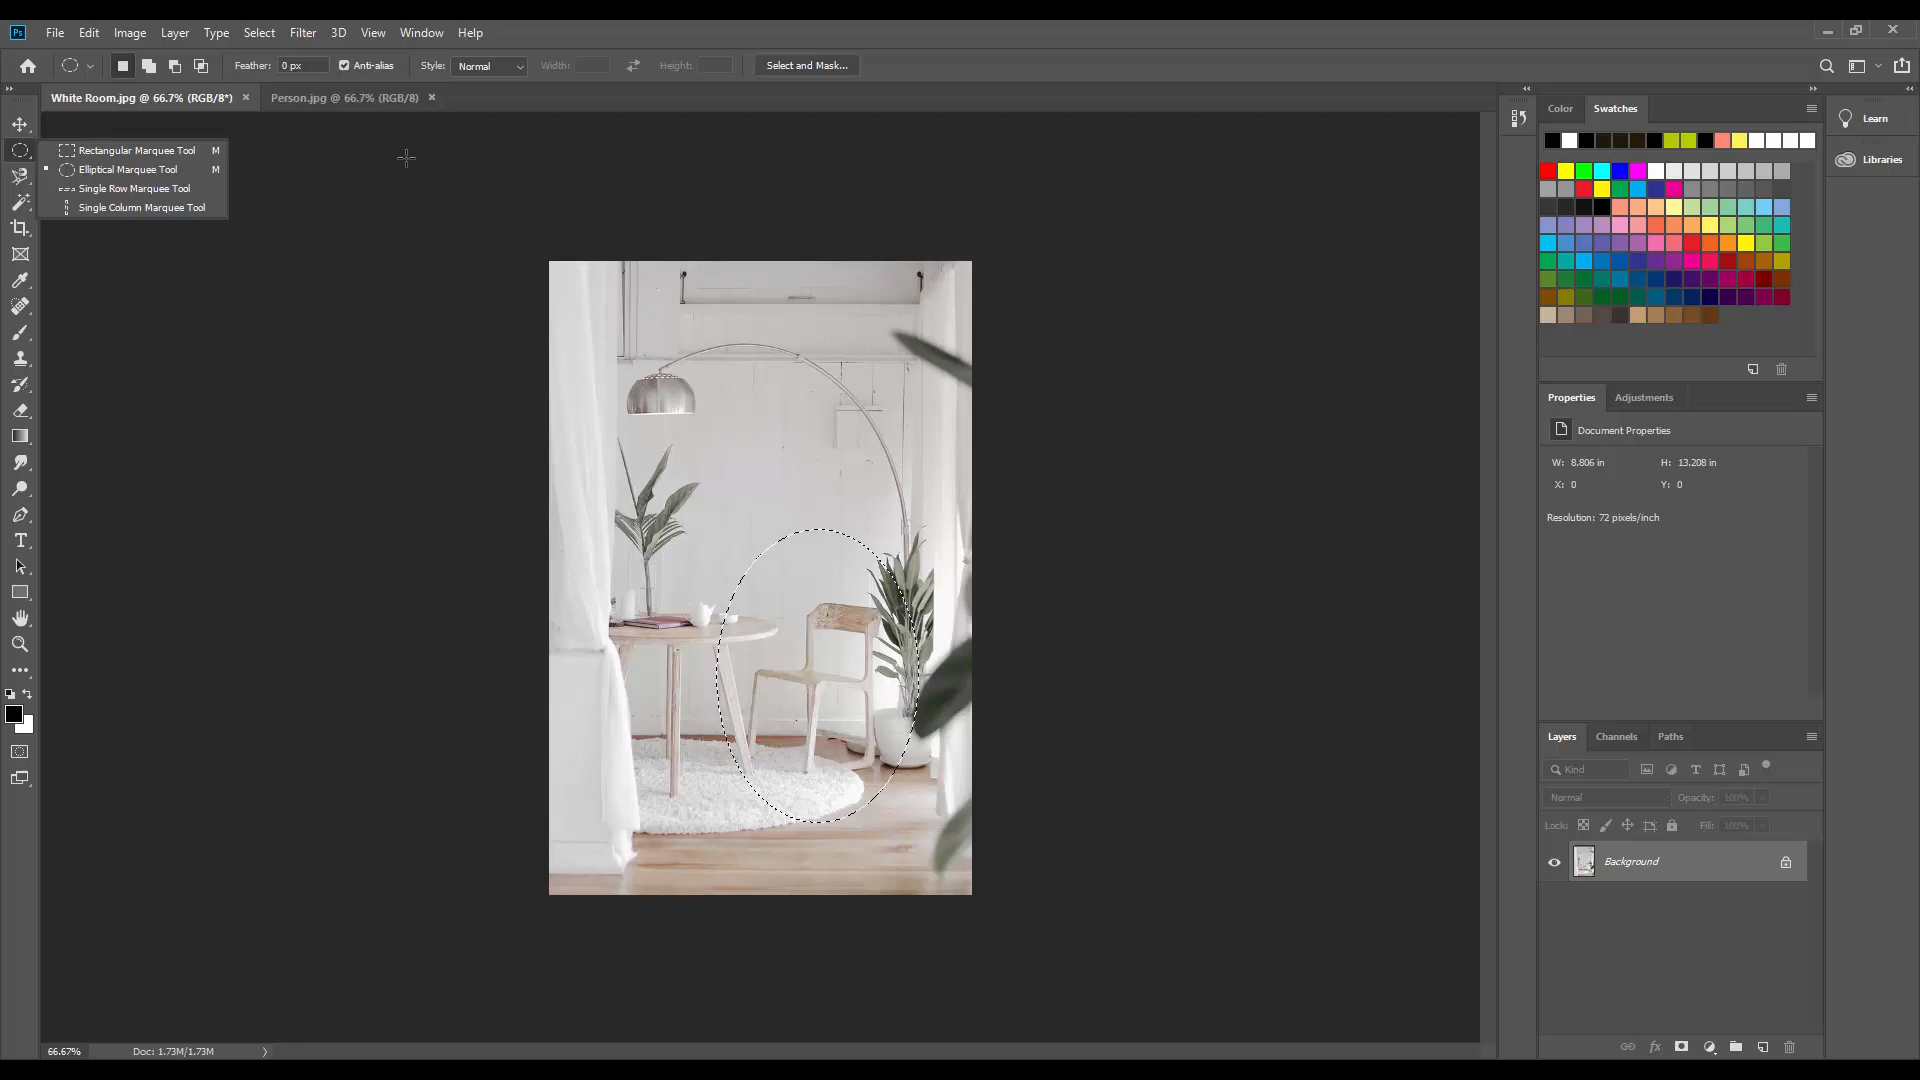 Ps File Edit Image Layer Type Select Filter 3D View Window Help
Feather: 0 px Anti-alias Style: Normal Width: Height: Select and Mask...
White Room.jpg @ 66.7% (RGB/8*) × Person.jpg @ 66.7% (RGB/8) ×
Rectangular Marquee Tool M
Elliptical Marquee Tool M
Single Row Marquee Tool
Single Column Marquee Tool
Color Swatches
Learn
Libraries
Properties Adjustments
Document Properties
W: 8.806 in H: 13.208 in
X: 0 Y: 0
Resolution: 72 pixels/inch
Layers Channels Paths
Kind
Normal Opacity: 100%
Lock: Fill: 100%
Background
fx
66.67% Doc: 1.73M/1.73M